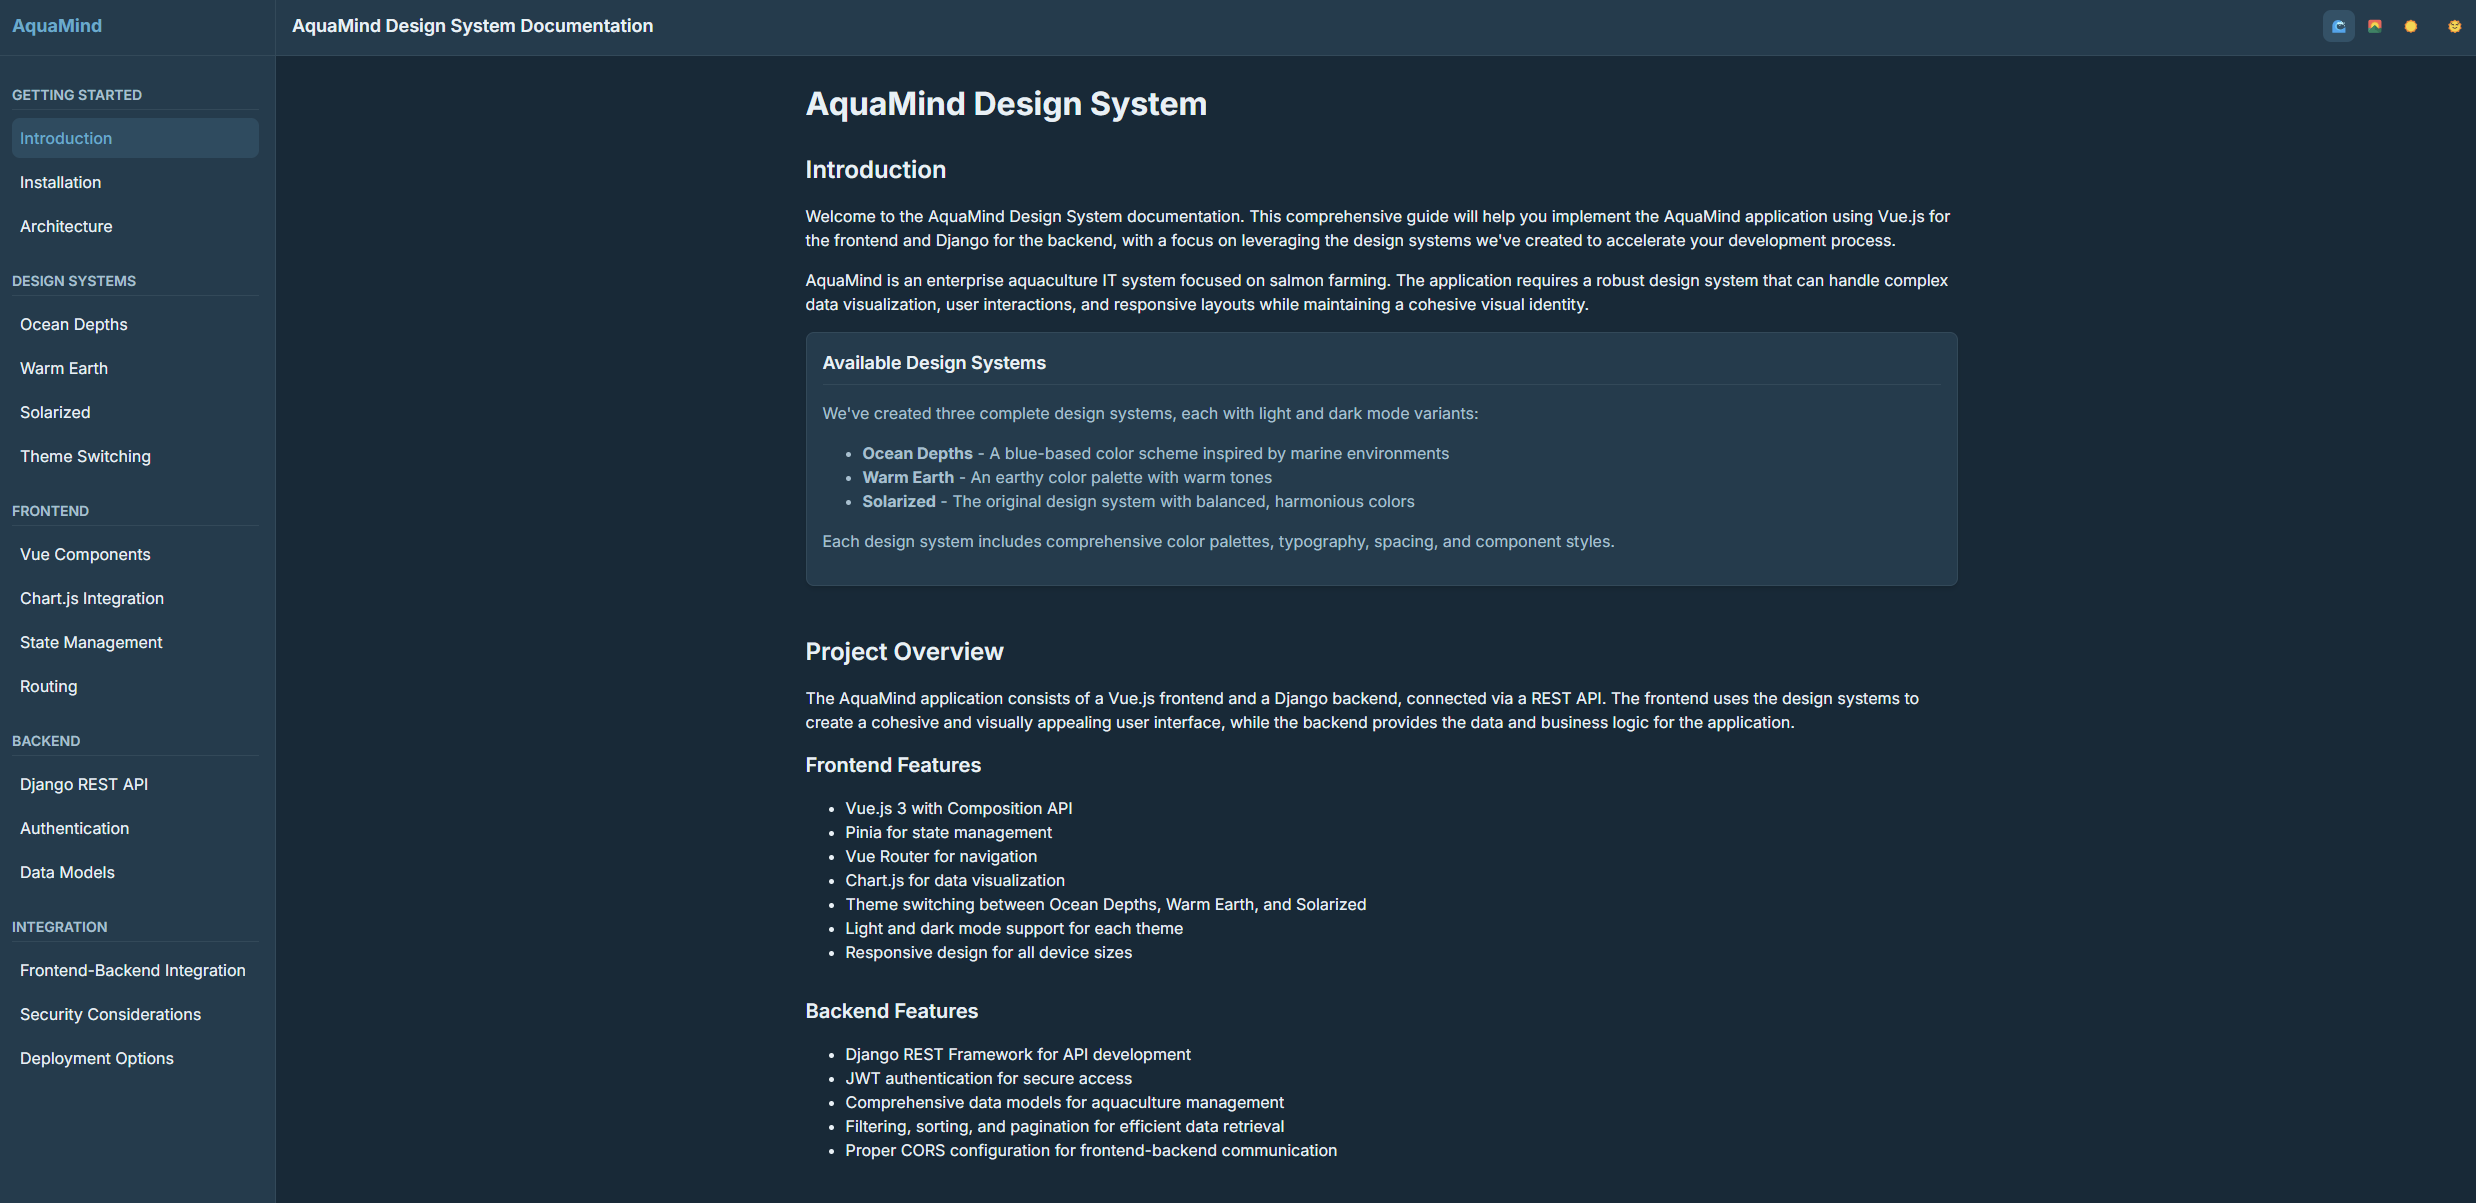 AquaMind
AquaMind Design System Documentation
GETTING STARTED
Introduction
Installation
Architecture
DESIGN SYSTEMS
Ocean Depths
Warm Earth
Solarized
Theme Switching
FRONTEND
Vue Components
Chart.js Integration
State Management
Routing
BACKEND
Django REST API
Authentication
Data Models
INTEGRATION
Frontend-Backend Integration
Security Considerations
Deployment Options
AquaMind Design System
Introduction
Welcome to the AquaMind Design System documentation. This comprehensive guide will help you implement the AquaMind application using Vue.js for
the frontend and Django for the backend, with a focus on leveraging the design systems we've created to accelerate your development process.
AquaMind is an enterprise aquaculture IT system focused on salmon farming. The application requires a robust design system that can handle complex
data visualization, user interactions, and responsive layouts while maintaining a cohesive visual identity.
Available Design Systems
We've created three complete design systems, each with light and dark mode variants:
• Ocean Depths - A blue-based color scheme inspired by marine environments
• Warm Earth - An earthy color palette with warm tones
• Solarized - The original design system with balanced, harmonious colors
Each design system includes comprehensive color palettes, typography, spacing, and component styles.
Project Overview
The AquaMind application consists of a Vue.js frontend and a Django backend, connected via a REST API. The frontend uses the design systems to
create a cohesive and visually appealing user interface, while the backend provides the data and business logic for the application.
Frontend Features
• Vue.js 3 with Composition API
• Pinia for state management
• Vue Router for navigation
• Chart.js for data visualization
• Theme switching between Ocean Depths, Warm Earth, and Solarized
• Light and dark mode support for each theme
• Responsive design for all device sizes
Backend Features
• Django REST Framework for API development
• JWT authentication for secure access
• Comprehensive data models for aquaculture management
• Filtering, sorting, and pagination for efficient data retrieval
• Proper CORS configuration for frontend-backend communication